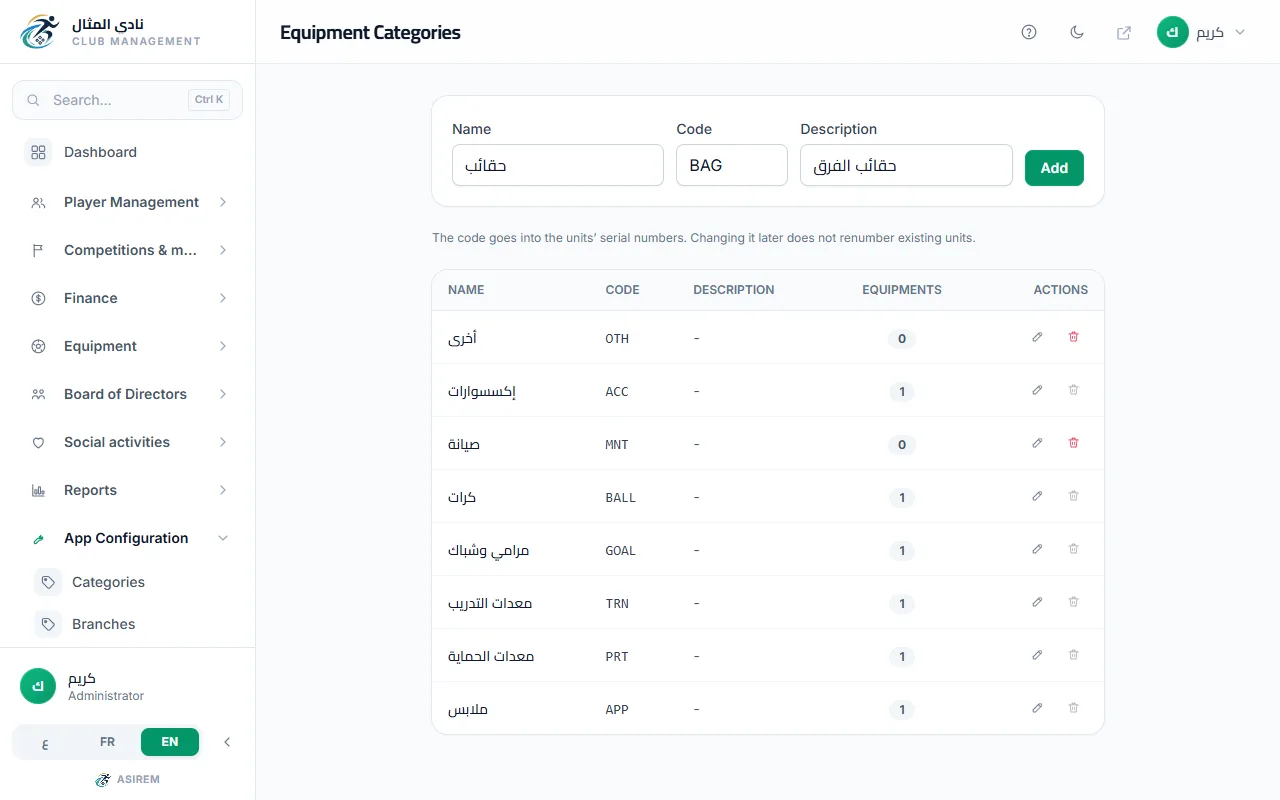 نادي المثال
CLUB MANAGEMENT
Search...
Ctrl K
Dashboard
Player Management
Competitions & m...
Finance
Equipment
Board of Directors
Social activities
Reports
App Configuration
Categories
Branches
كريم
Administrator
ع FR EN
ASIREM
Equipment Categories
ك كريم
Name Code Description
حقائب BAG حقائب الفرق Add
The code goes into the units’ serial numbers. Changing it later does not renumber existing units.
NAME CODE DESCRIPTION EQUIPMENTS ACTIONS
أخرى OTH - 0
إكسسوارات ACC - 1
صيانة MNT - 0
كرات BALL - 1
مرامي وشباك GOAL - 1
معدات التدريب TRN - 1
معدات الحماية PRT - 1
ملابس APP - 1